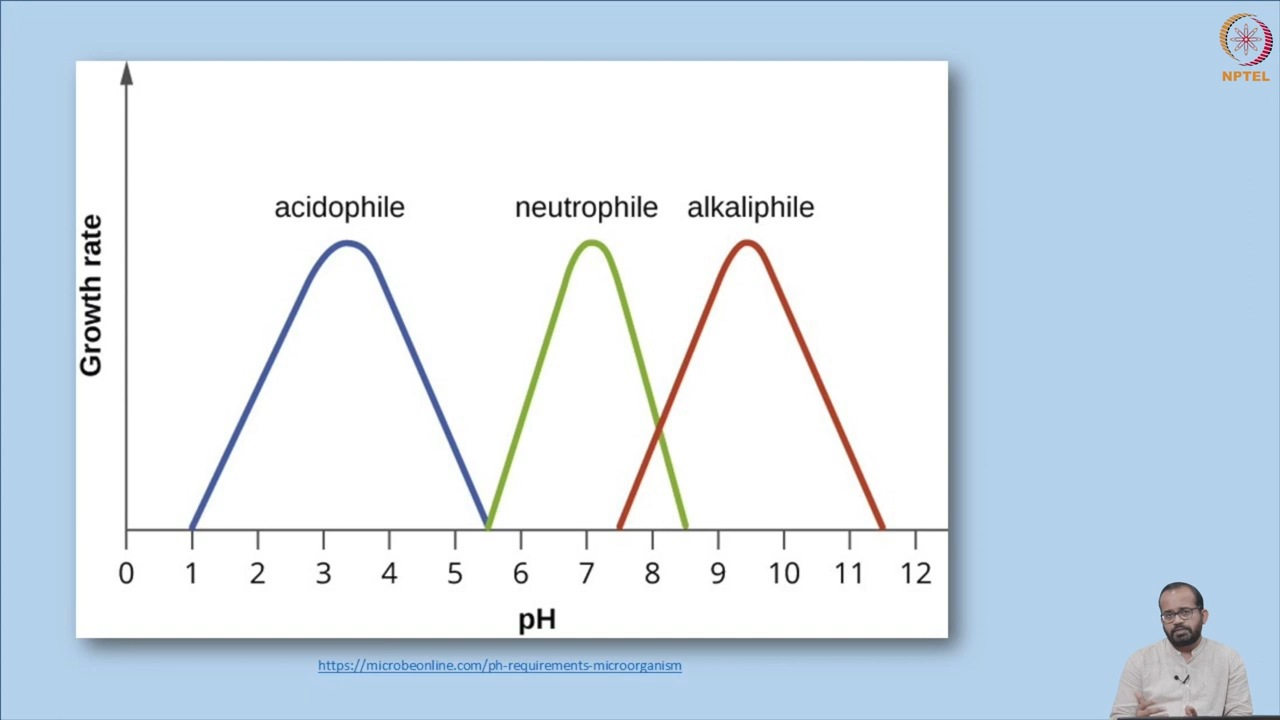 NPTEL
acidophile neutrophile alkaliphile
Growth rate
0 1 2 3 4 5 6 7 8 9 10 11 12
pH
https://microbeonline.com/ph-requirements-microorganism